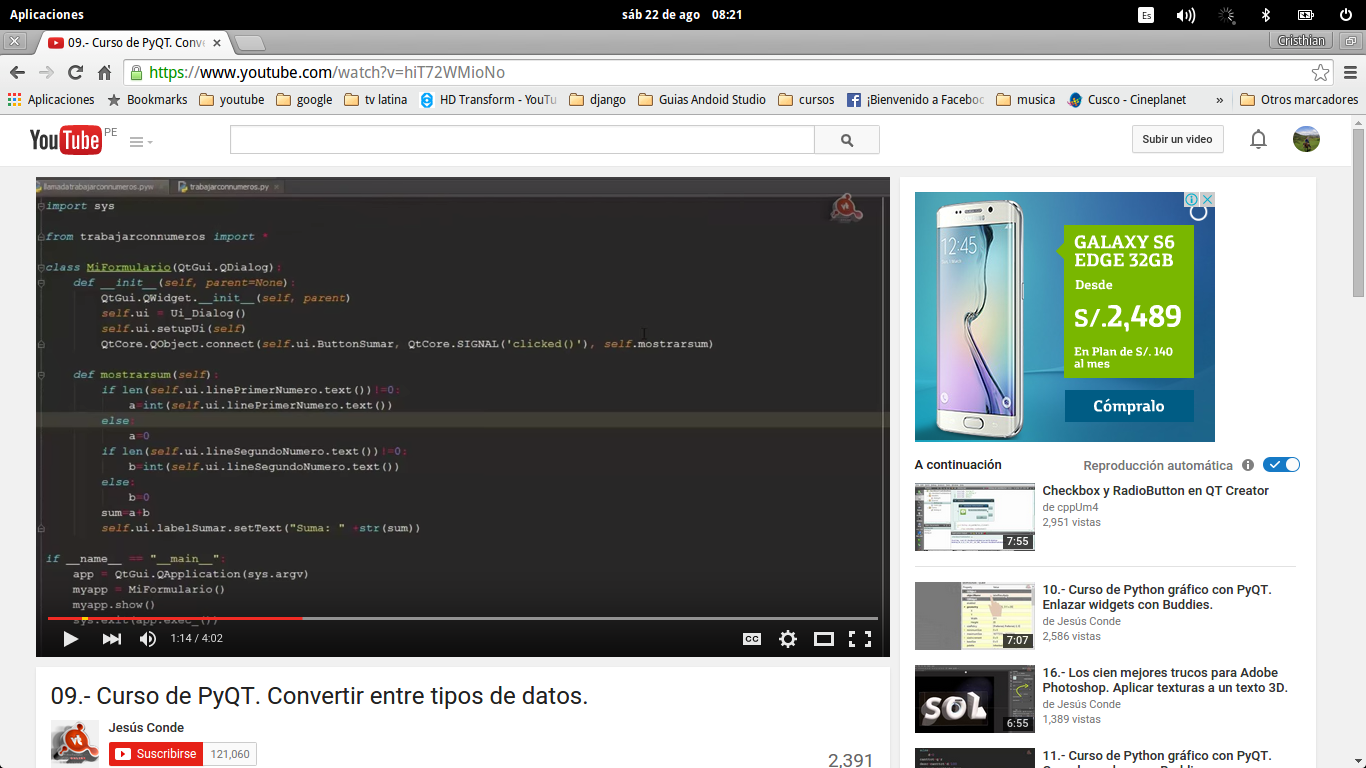 Aplicaciones
sáb 22 de ago 08:21
Es
09.- Curso de PyQT. Conv
Cristhian
https://www.youtube.com/watch?v=hiT72WMioNo
Aplicaciones Bookmarks youtube google tv latina HD Transform - YouTu django Guias Andoid Studio cursos ¡Bienvenido a Faceboo musica Cusco - Cineplanet » Otros marcadores
YouTube PE
Subir un video
llamadatrabajarconnumeros.pyw trabajarconnumeros.py
import sys
from trabajarconnumeros import *
class MiFormulario(QtGui.QDialog):
def __init__(self, parent=None):
QtGui.QWidget.__init__(self, parent)
self.ui = Ui_Dialog()
self.ui.setupUi(self)
QtCore.QObject.connect(self.ui.ButtonSumar, QtCore.SIGNAL('clicked()'), self.mostrarsum)
def mostrarsum(self):
if len(self.ui.linePrimerNumero.text())!=0:
a=int(self.ui.linePrimerNumero.text())
else:
a=0
if len(self.ui.lineSegundoNumero.text())!=0:
b=int(self.ui.lineSegundoNumero.text())
else:
b=0
sum=a+b
self.ui.labelSumar.setText("Suma: " +str(sum))
if __name__ == "__main__":
app = QtGui.QApplication(sys.argv)
myapp = MiFormulario()
myapp.show()
sys.exit(app.exec_())
1:14 / 4:02
CC
09.- Curso de PyQT. Convertir entre tipos de datos.
Jesús Conde
Suscribirse 121,060
2,391
12:45
GALAXY S6
EDGE 32GB
Desde
S/.2,489
En Plan de S/. 140
al mes
Cómpralo
A continuación
Reproducción automática
Checkbox y RadioButton en QT Creator
de cppUm4
2,951 vistas
7:55
10.- Curso de Python gráfico con PyQT.
Enlazar widgets con Buddies.
de Jesús Conde
2,586 vistas
7:07
16.- Los cien mejores trucos para Adobe
Photoshop. Aplicar texturas a un texto 3D.
de Jesús Conde
1,389 vistas
SOL
6:55
11.- Curso de Python gráfico con PyQT.